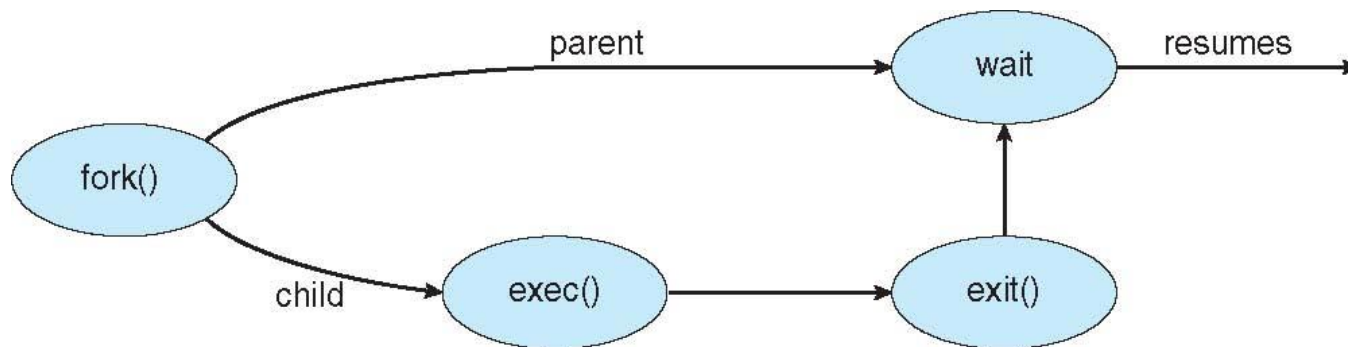 parent
wait
resumes
fork()
child
exec()
exit()